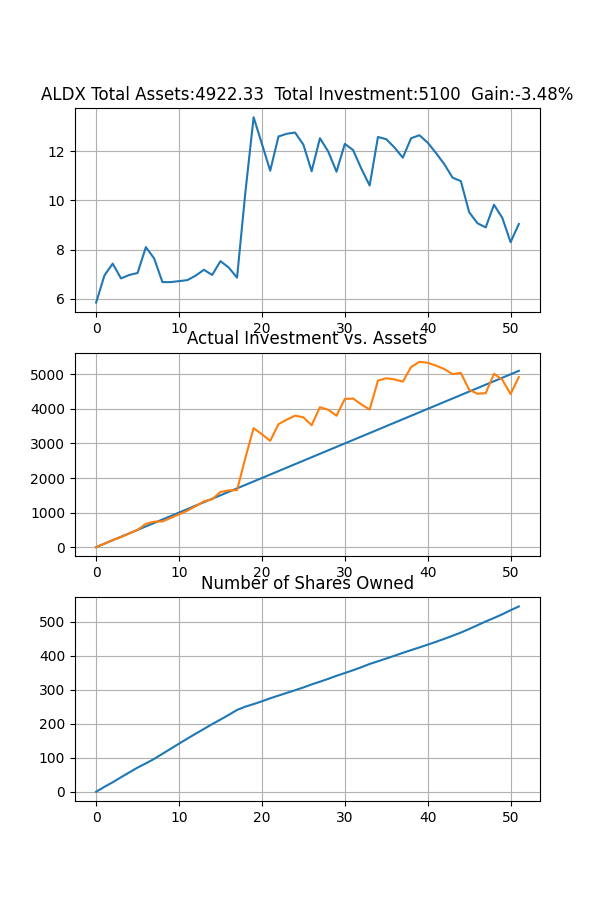 ALDX Total Assets:4922.33  Total Investment:5100  Gain:-3.48%
12
10
8
6
0 10 20 30 40 50
Actual Investment vs. Assets
5000
4000
3000
2000
1000
0
0 10 20 30 40 50
Number of Shares Owned
500
400
300
200
100
0
0 10 20 30 40 50